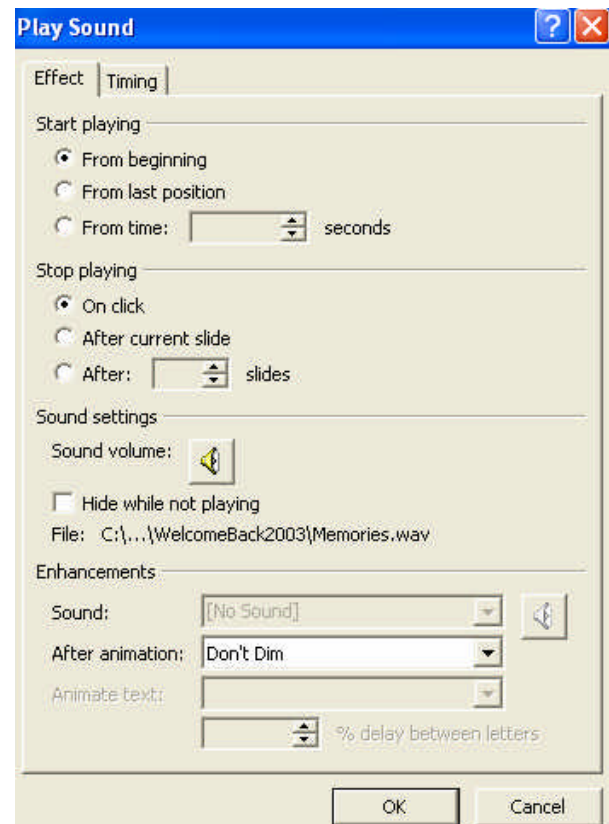 Play Sound
Effect Timing
Start playing
From beginning
From last position
From time: seconds
Stop playing
On click
After current slide
After: slides
Sound settings
Sound volume:
Hide while not playing
File: C:\...\WelcomeBack2003\Memories.wav
Enhancements
Sound: [No Sound]
After animation: Don't Dim
Animate text:
% delay between letters
OK Cancel